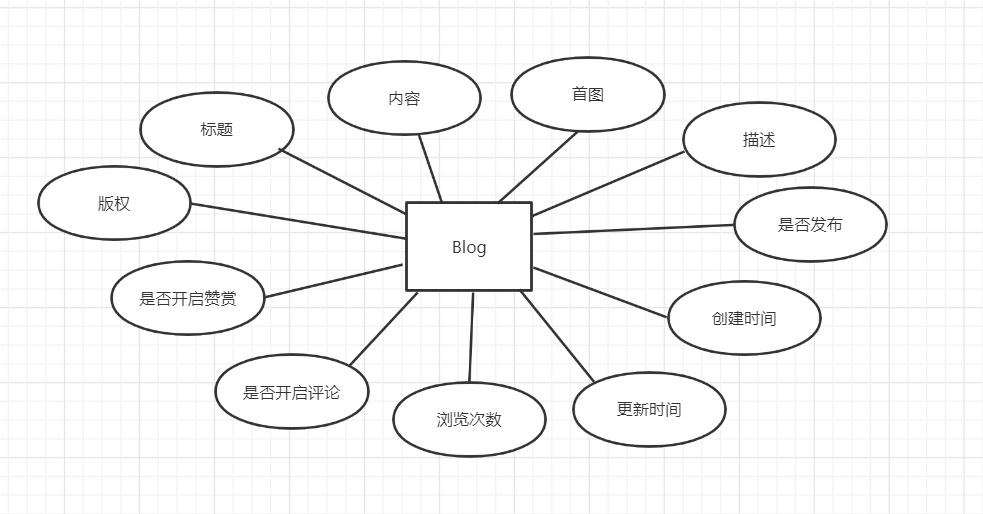 内容
首图
标题
描述
版权
是否发布
Blog
是否开启赞赏
创建时间
是否开启评论
浏览次数
更新时间